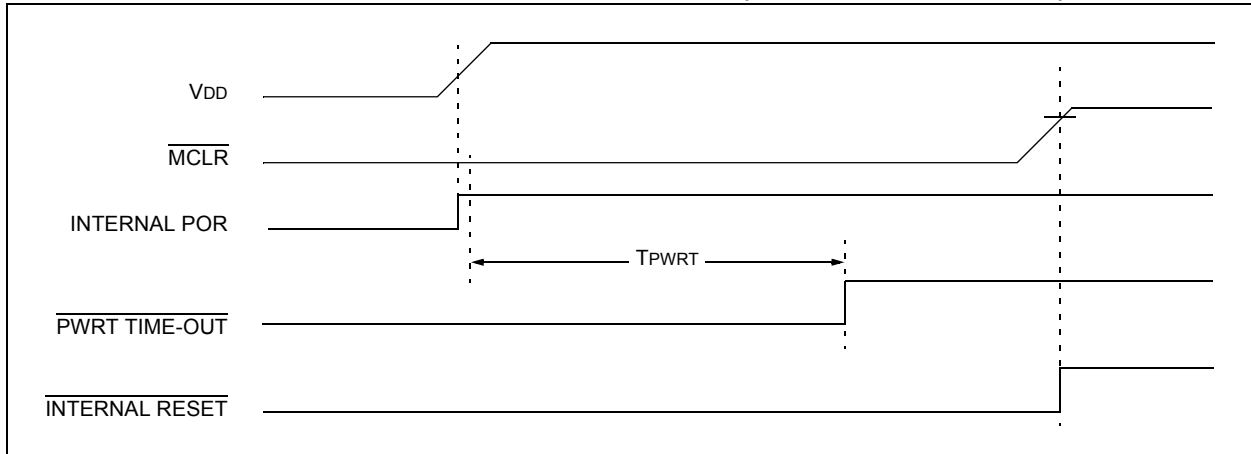 VDD
MCLR
INTERNAL POR
TPWRT
PWRT TIME-OUT
INTERNAL RESET